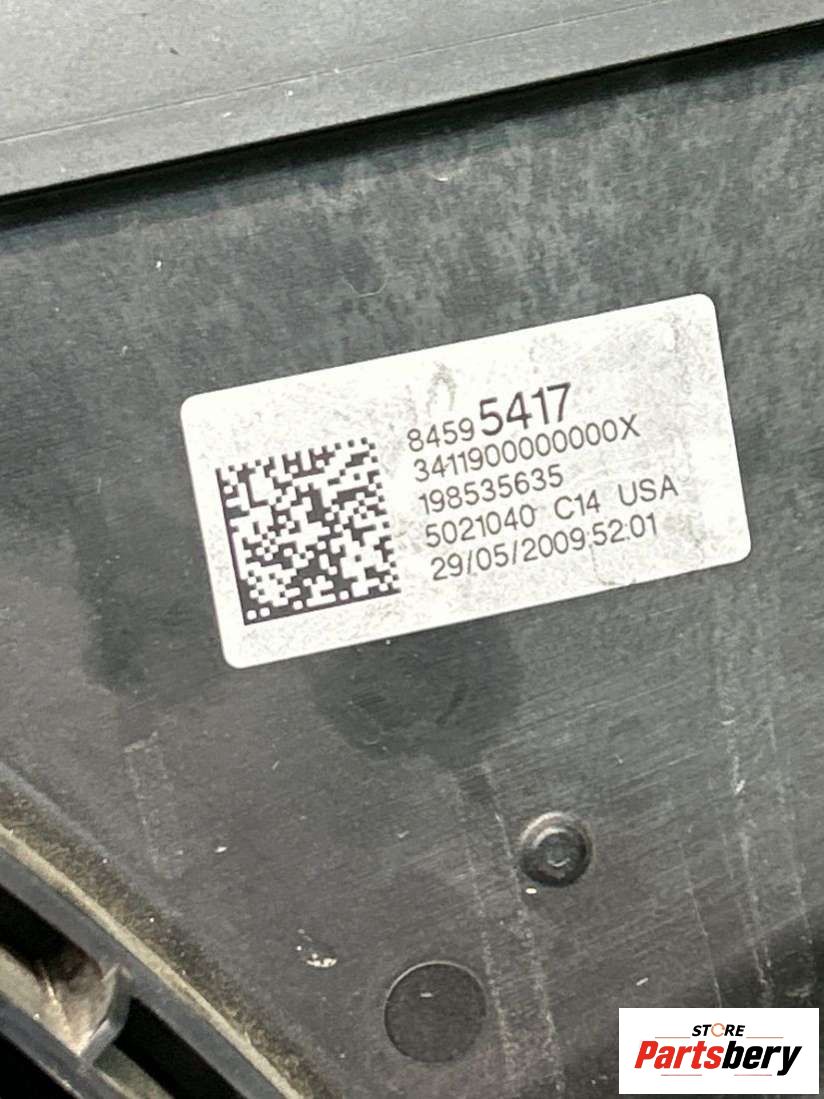 84595417
3411900000000X
198535635
5021040 C14 USA
29/05/2009:52:01
STORE
Partsbery